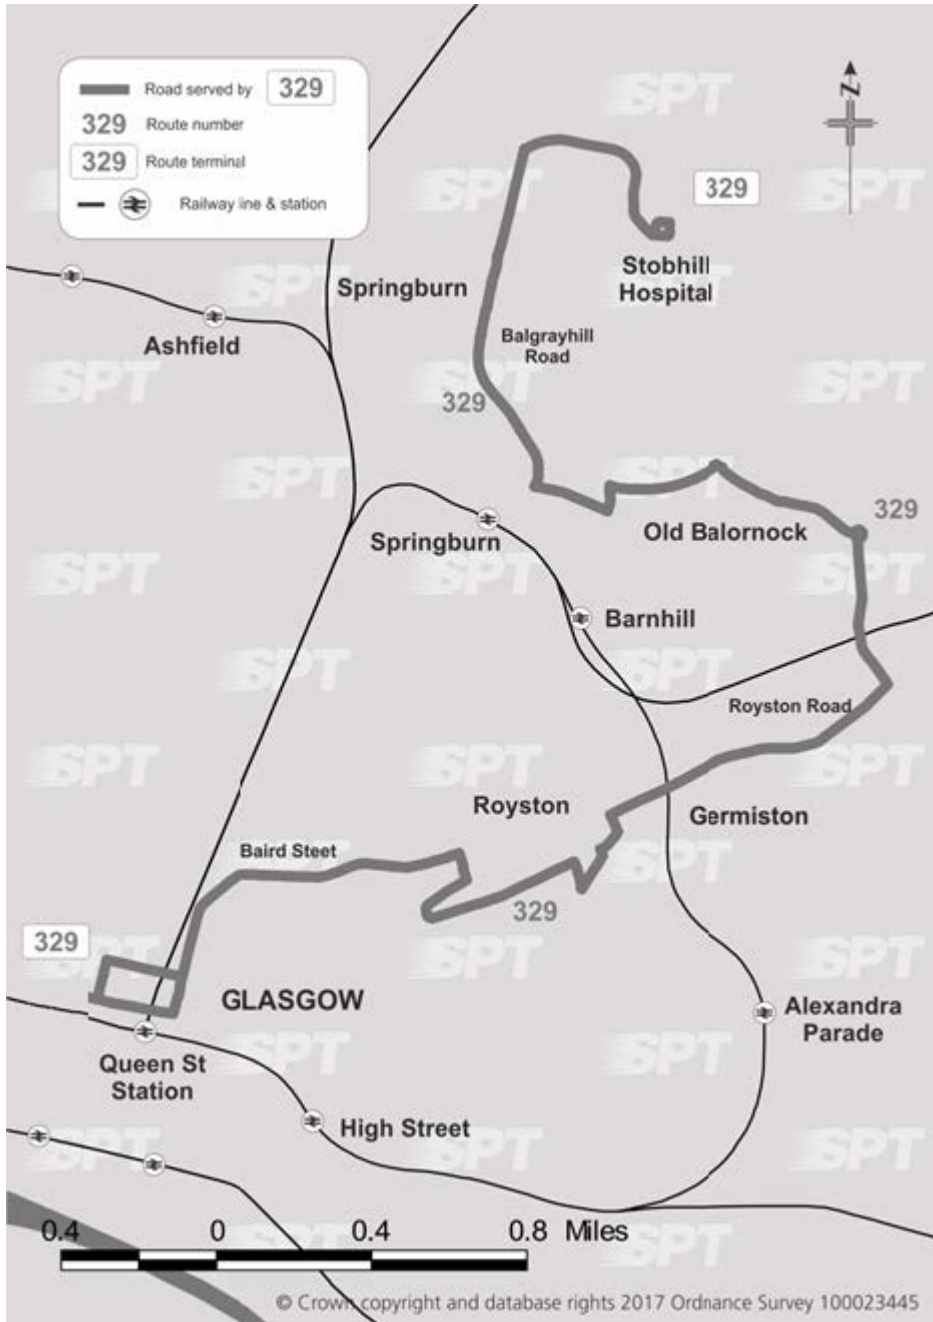 Road served by 329
329 Route number
329 Route terminal
Railway line & station
N
SPT
329
Stobhill
Hospital
Springburn
Ashfield
Balgrayhill
Road
329
Springburn
Old Balornock
329
Barnhill
Royston Road
Royston
Germiston
Baird Steet
329
329
GLASGOW
Alexandra
Parade
Queen St
Station
High Street
0.4 0 0.4 0.8 Miles
© Crown copyright and database rights 2017 Ordnance Survey 100023445